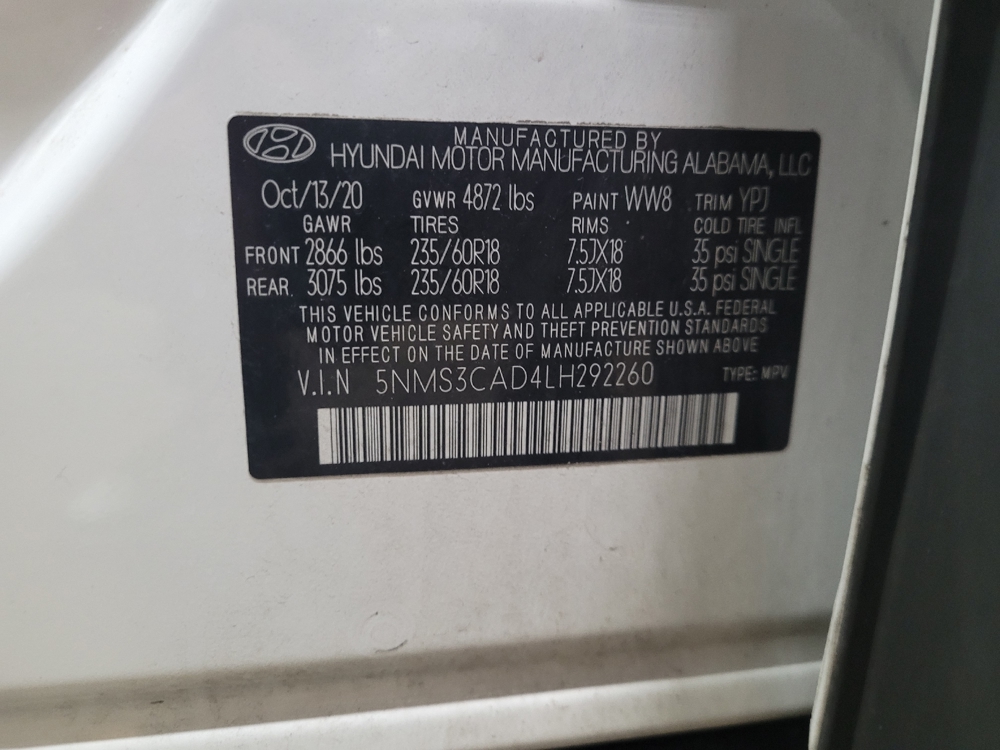 MANUFACTURED BY
HYUNDAI MOTOR MANUFACTURING ALABAMA, LLC
Oct/13/20 GVWR 4872 lbs PAINT WW8 TRIM YPJ
GAWR TIRES RIMS COLD TIRE INFL
FRONT 2866 lbs 235/60R18 7.5JX18 35 psi SINGLE
REAR. 3075 lbs 235/60R18 7.5JX18 35 psi SINGLE
THIS VEHICLE CONFORMS TO ALL APPLICABLE U.S.A. FEDERAL
MOTOR VEHICLE SAFETY AND THEFT PREVENTION STANDARDS
IN EFFECT ON THE DATE OF MANUFACTURE SHOWN ABOVE
V.I.N 5NMS3CAD4LH292260 TYPE: MPV